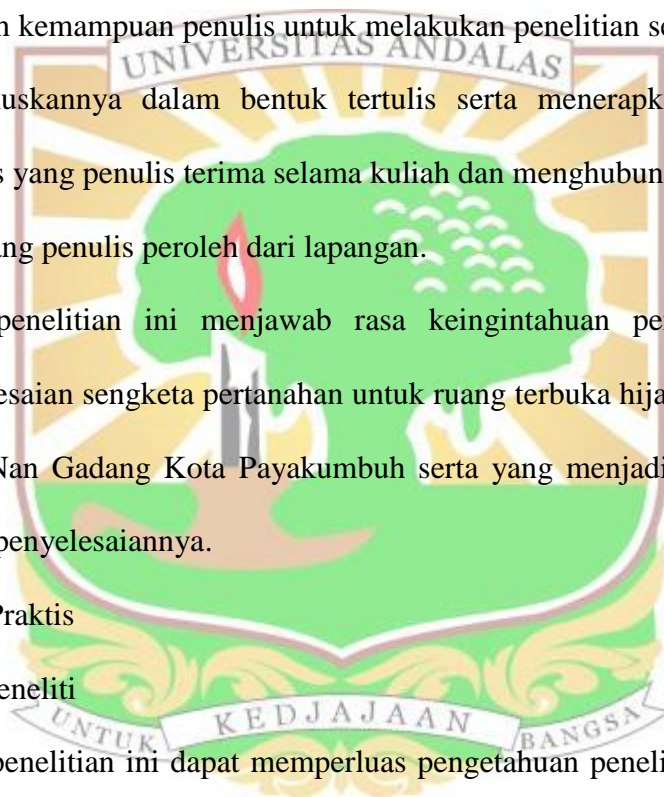 n kemampuan penulis untuk melakukan penelitian se
UNIVERSITAS ANDALAS
uskannya dalam bentuk tertulis serta menerapk
s yang penulis terima selama kuliah dan menghubun
ng penulis peroleh dari lapangan.
penelitian ini menjawab rasa keingintahuan pe
esaian sengketa pertanahan untuk ruang terbuka hija
Nan Gadang Kota Payakumbuh serta yang menjadi
penyelesaiannya.
Praktis
eneliti
UNTUK KEDJAJAAN BANGSA
penelitian ini dapat memperluas pengetahuan peneli